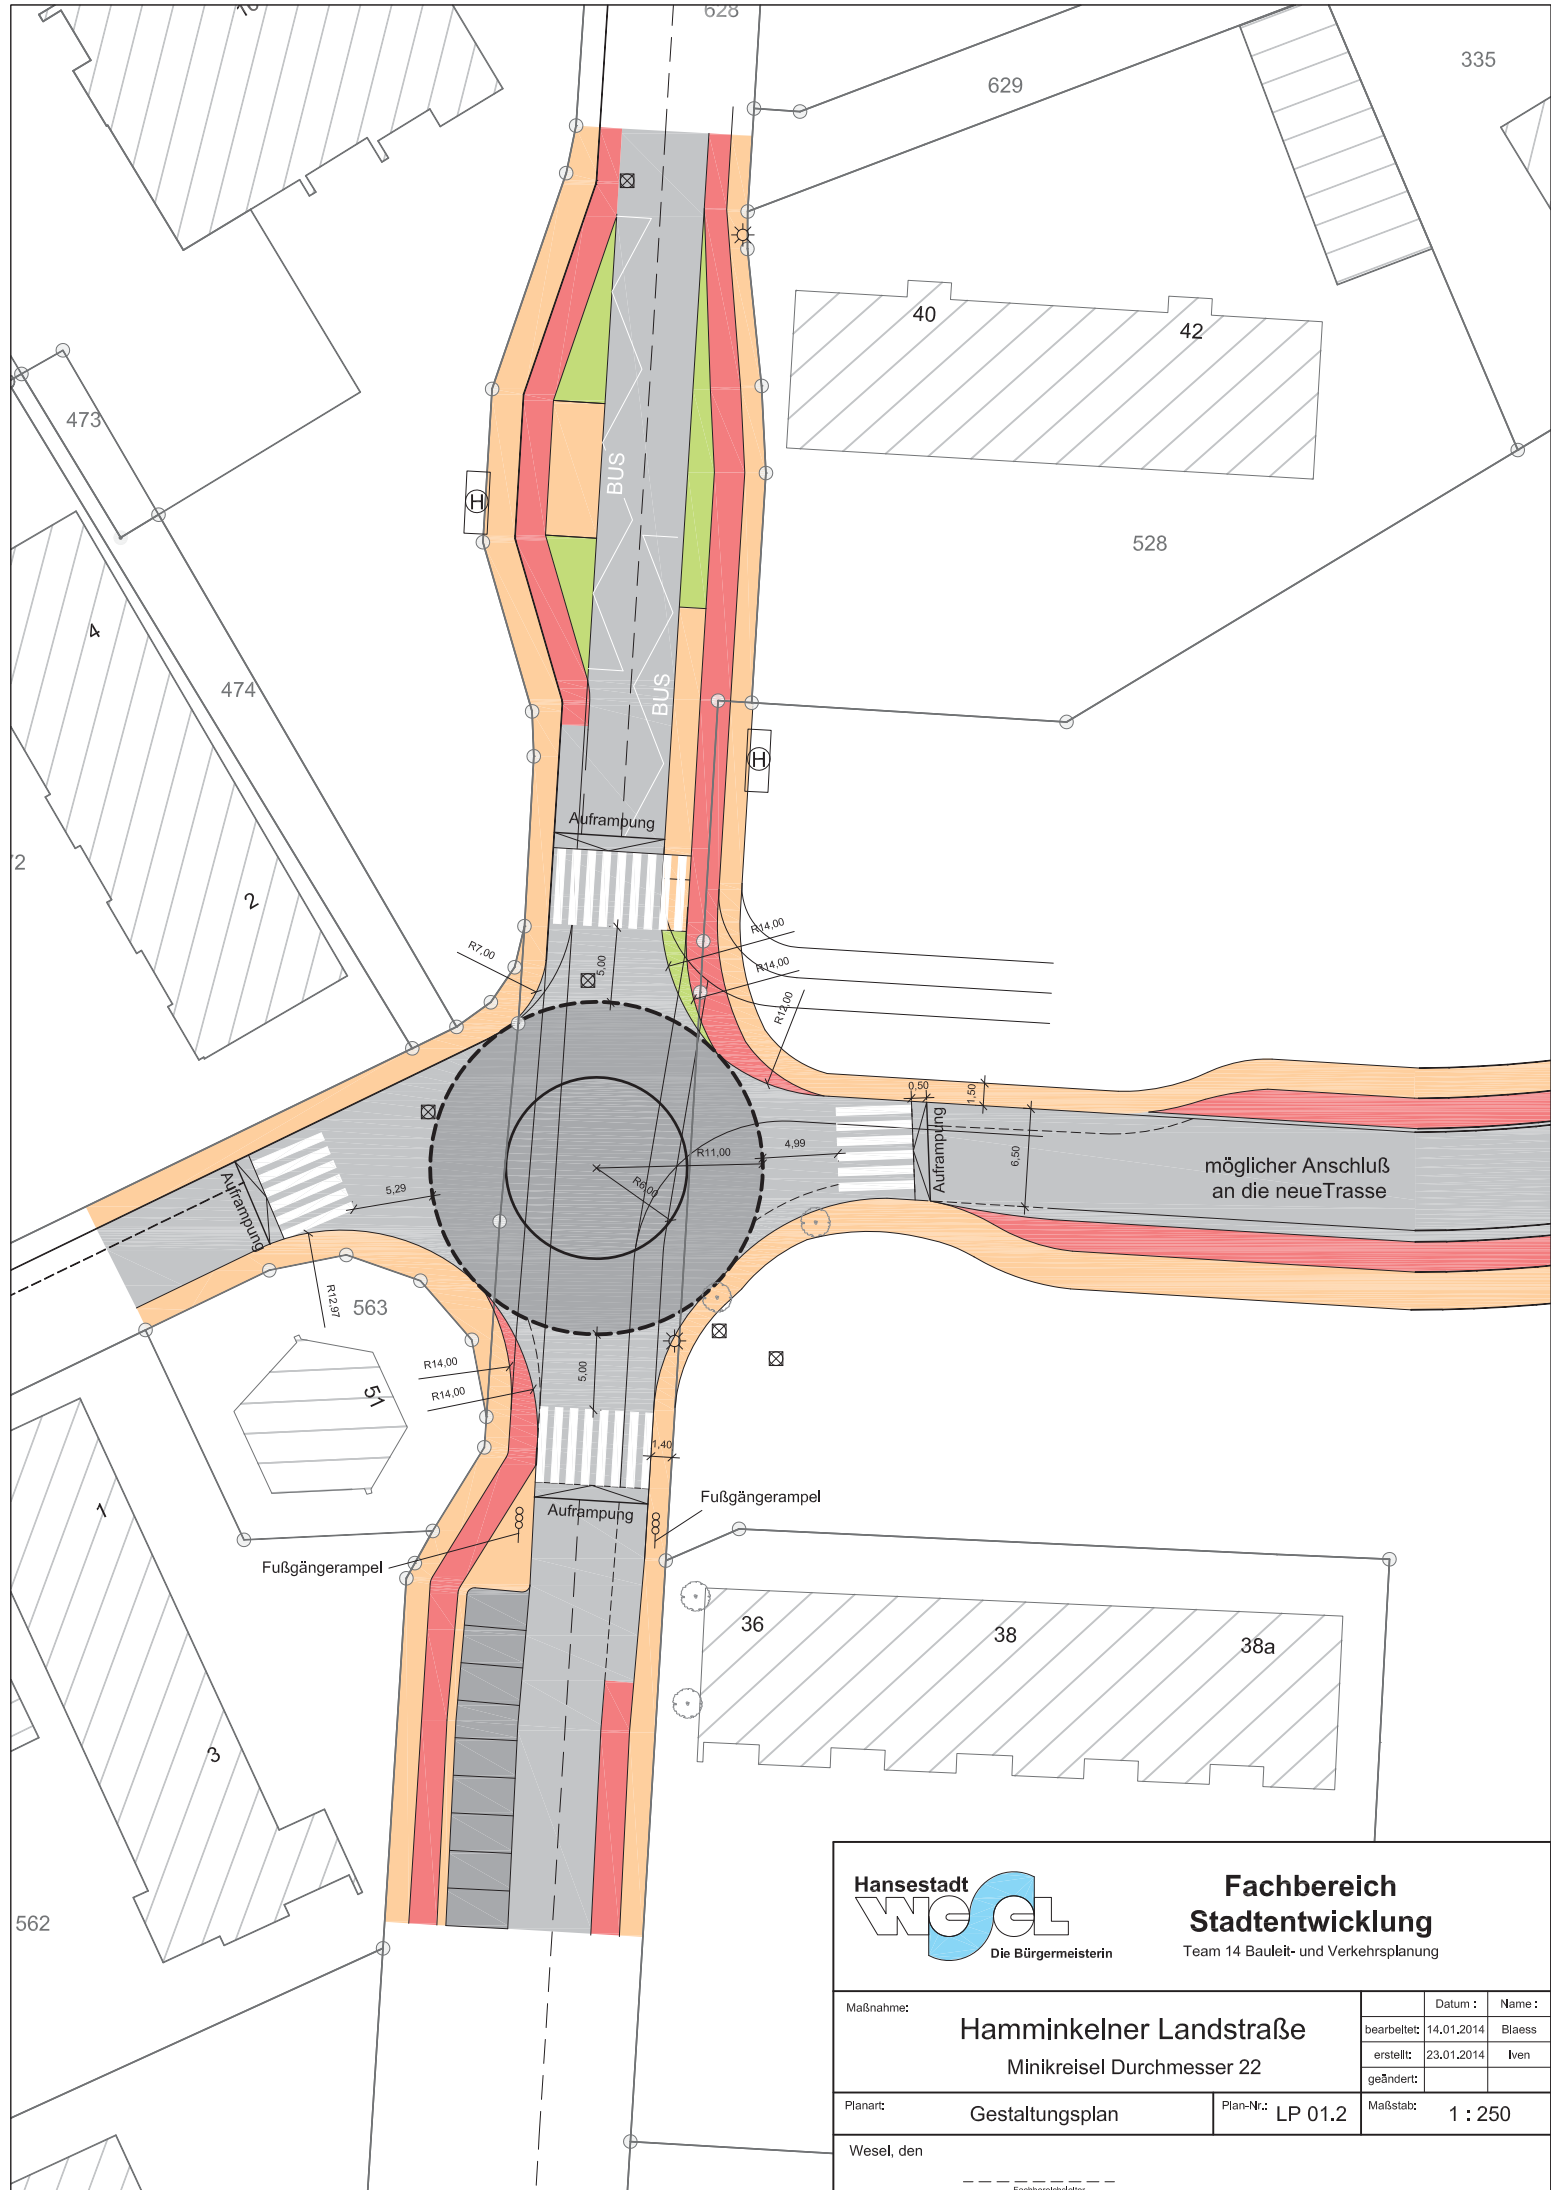 628
335
629
40
42
473
BUS
H
528
4
474
BUS
H
Auframpung
2
R14,00
R7,00
5,00
R14,00
R12,00
0,50
1,50
Auframpung
4,99
R11,00
6,50
möglicher Anschluß
an die neueTrasse
R6,00
5,29
Auframpung
R12,97
563
R14,00
R14,00
5,00
51
1,40
Fußgängerampel
Auframpung
1
Fußgängerampel
36
38
38a
3
562
Hansestadt
WESEL
Die Bürgermeisterin
Fachbereich
Stadtentwicklung
Team 14 Bauleit- und Verkehrsplanung
Maßnahme:
Hamminkelner Landstraße
Minikreisel Durchmesser 22
Datum : Name :
bearbeitet: 14.01.2014 Blaess
erstellt: 23.01.2014 Iven
geändert:
Planart: Gestaltungsplan
Plan-Nr.: LP 01.2
Maßstab: 1 : 250
Wesel, den